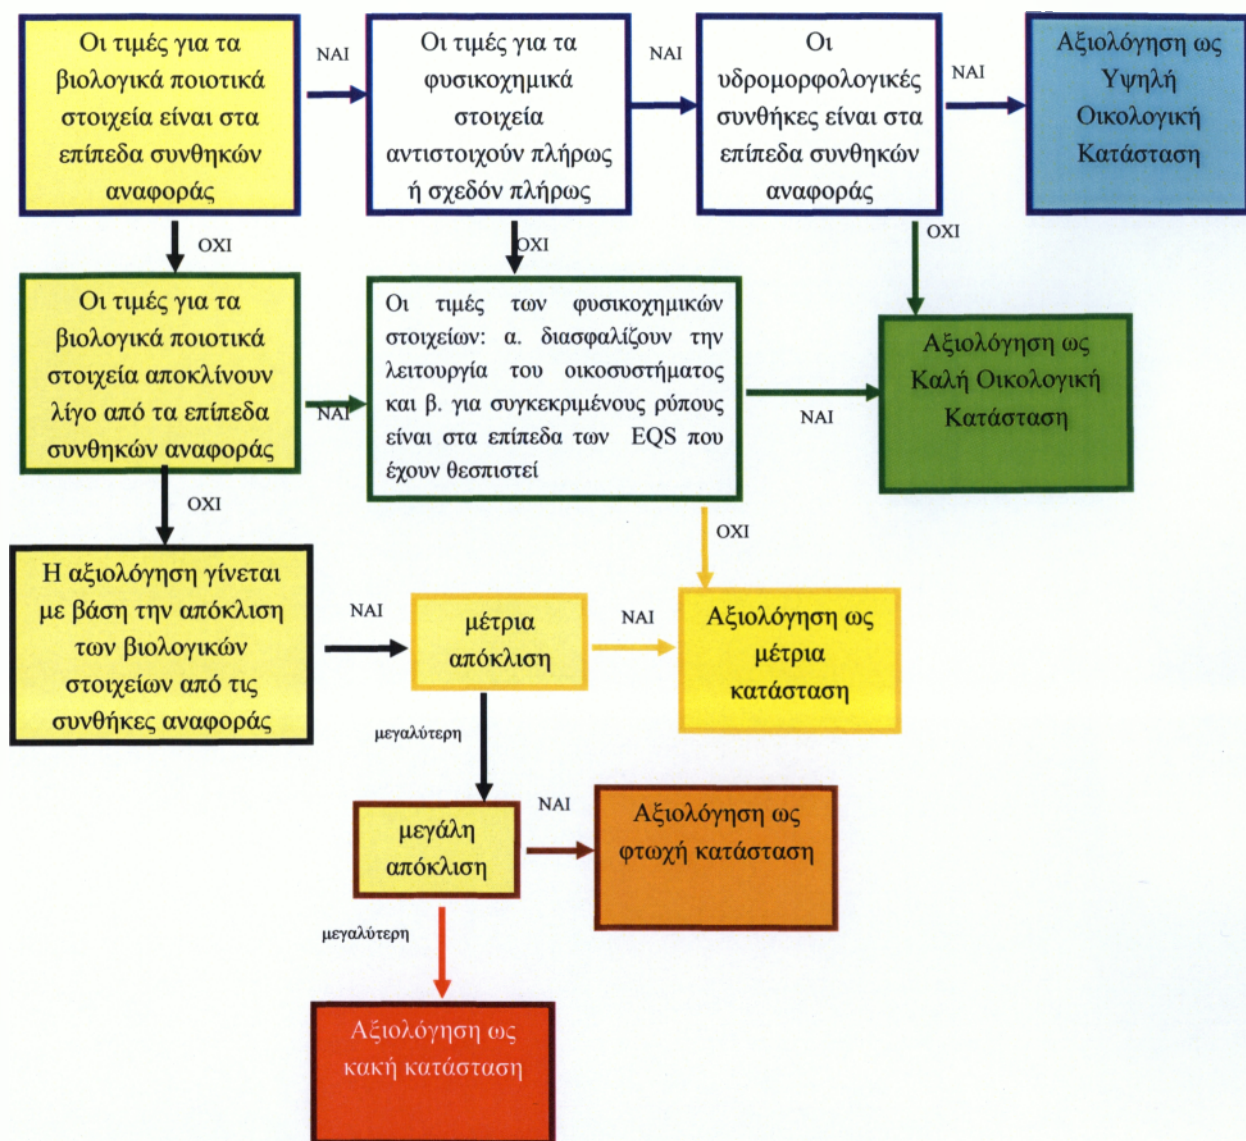 Οι τιμές για τα
βιολογικά ποιοτικά
στοιχεία είναι στα
επίπεδα συνθηκών
αναφοράς
ΝΑΙ
Οι τιμές για τα
φυσικοχημικά
στοιχεία
αντιστοιχούν πλήρως
ή σχεδόν πλήρως
ΝΑΙ
Οι
υδρομορφολογικές
συνθήκες είναι στα
επίπεδα συνθηκών
αναφοράς
ΝΑΙ
Αξιολόγηση ως
Υψηλή
Οικολογική
Κατάσταση
ΟΧΙ
ΟΧΙ
ΟΧΙ
Οι τιμές για τα
βιολογικά ποιοτικά
στοιχεία αποκλίνουν
λίγο από τα επίπεδα
συνθηκών αναφοράς
ΝΑΙ
Οι τιμές των φυσικοχημικών
στοιχείων: α. διασφαλίζουν την
λειτουργία του οικοσυστήματος
και β. για συγκεκριμένους ρύπους
είναι στα επίπεδα των EQS που
έχουν θεσπιστεί
ΝΑΙ
Αξιολόγηση ως
Καλή Οικολογική
Κατάσταση
ΟΧΙ
ΟΧΙ
Η αξιολόγηση γίνεται
με βάση την απόκλιση
των βιολογικών
στοιχείων από τις
συνθήκες αναφοράς
ΝΑΙ
μέτρια
απόκλιση
ΝΑΙ
Αξιολόγηση ως
μέτρια
κατάσταση
μεγαλύτερη
μεγάλη
απόκλιση
ΝΑΙ
Αξιολόγηση ως
φτωχή κατάσταση
μεγαλύτερη
Αξιολόγηση ως
κακή κατάσταση